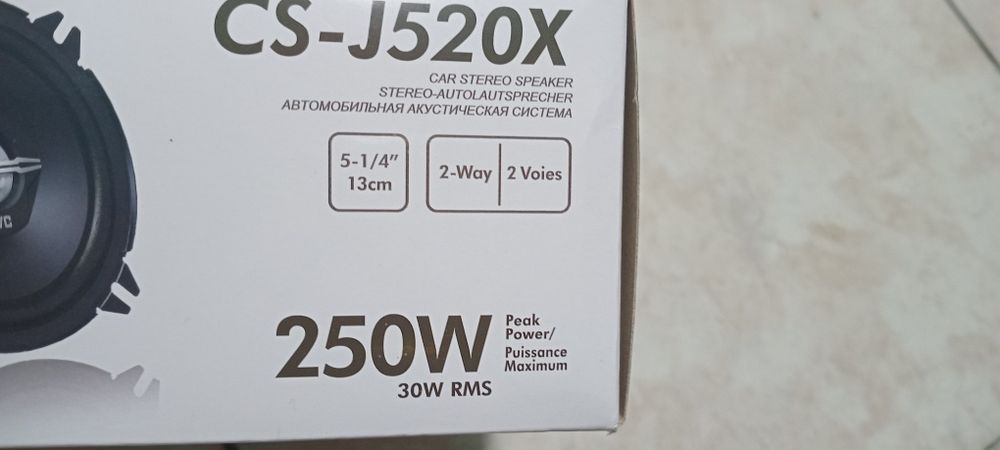 CS-J520X
CAR STEREO SPEAKER
STEREO-AUTOLAUTSPRECHER
АВТОМОБИЛЬНАЯ АКУСТИЧЕСКАЯ СИСТЕМА
5-1/4"
13cm
2-Way
2 Voies
250W
Peak
Power/
Puissance
Maximum
30W RMS